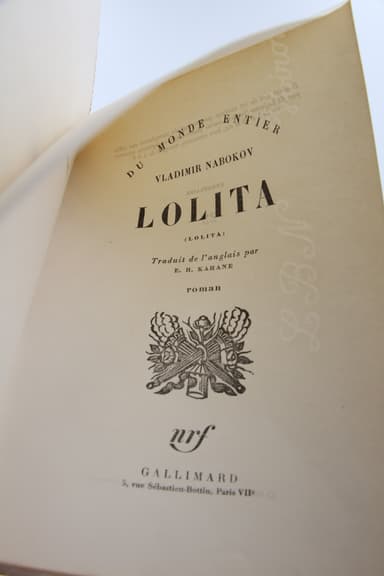 DU MONDE ENTIER
VLADIMIR NABOKOV
LOLITA
(LOLITA)
Traduit de l'anglais par
E. H. KAHANE
roman
nrf
GALLIMARD
5, rue Sébastien-Bottin, Paris VIIe